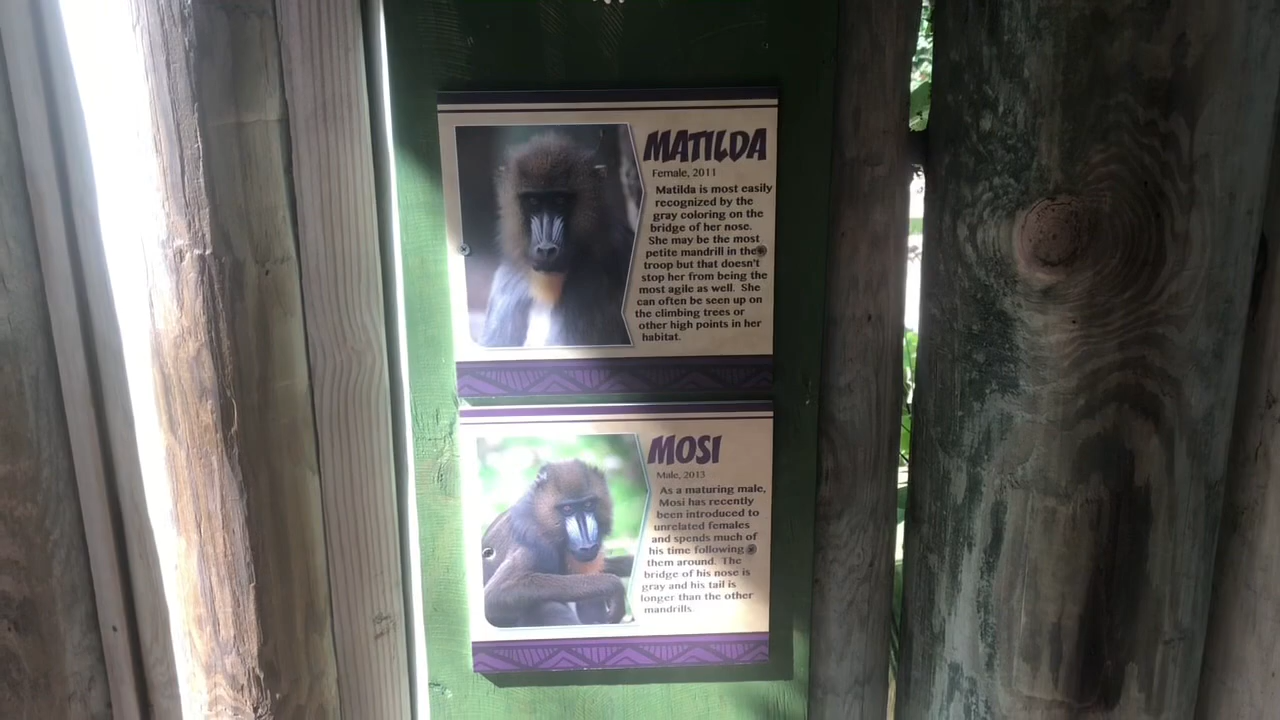 MATILDA
Female, 2011
Matilda is most easily
recognized by the
gray coloring on the
bridge of her nose.
She may be the most
petite mandrill in the
troop but that doesn't
stop her from being the
most agile as well. She
can often be seen up on
the climbing trees or
other high points in her
habitat.
MOSI
Male, 2013
As a maturing male,
Mosi has recently
been introduced to
unrelated females
and spends much of
his time following
them around. The
bridge of his nose is
gray and his tail is
longer than the other
mandrills.